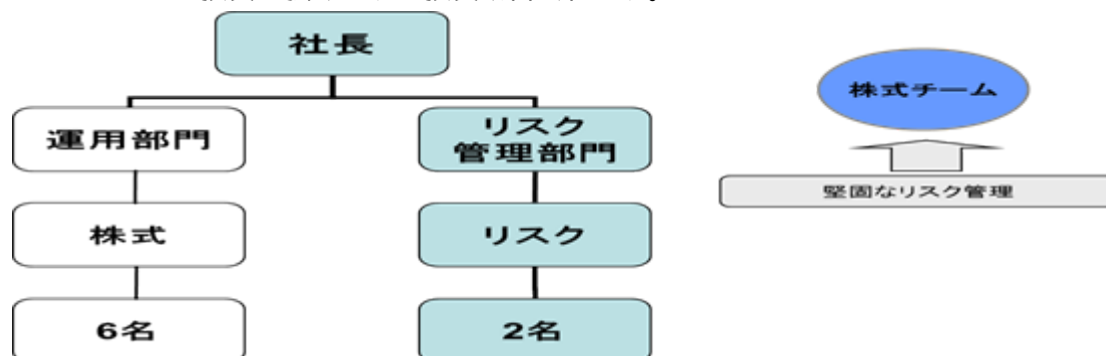 社長
運用部門
リスク
管理部門
株式
リスク
6名
2名
株式チーム
堅固なリスク管理